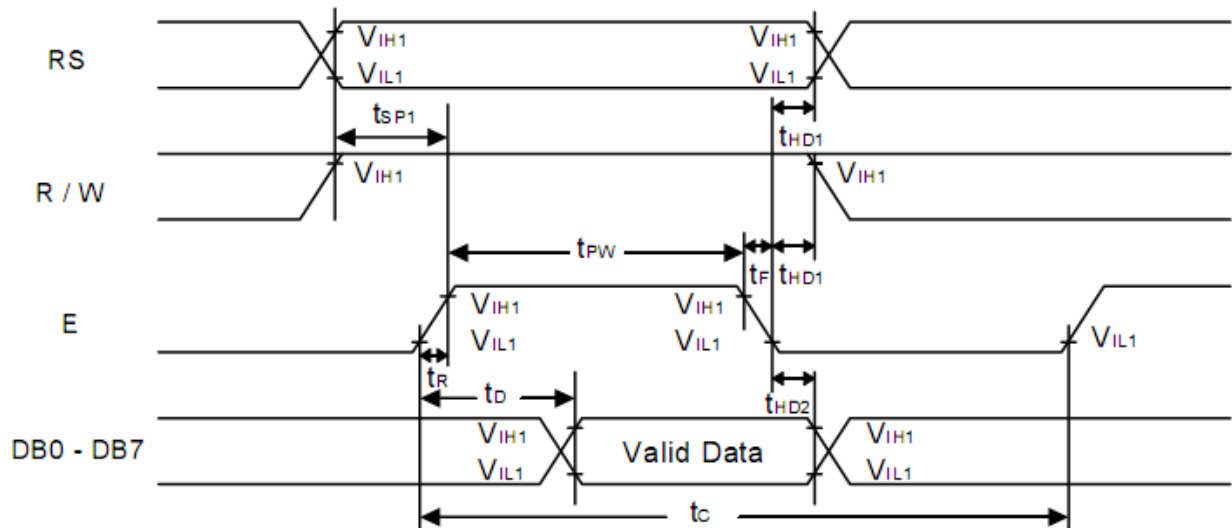 RS
VIH1
VIH1
VIL1
VIL1
tSP1
tHD1
R / W
VIH1
VIH1
tPW
tF
tHD1
E
VIH1
VIH1
VIL1
VIL1
VIL1
tR
tD
tHD2
DB0 - DB7
VIH1
Valid Data
VIH1
VIL1
VIL1
tC